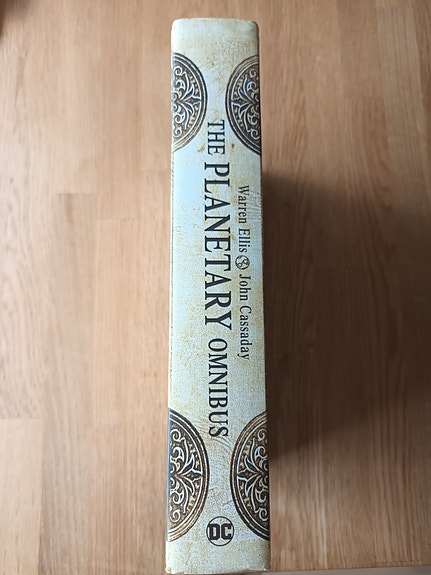 Warren Ellis & John Cassaday
THE PLANETARY OMNIBUS
DC